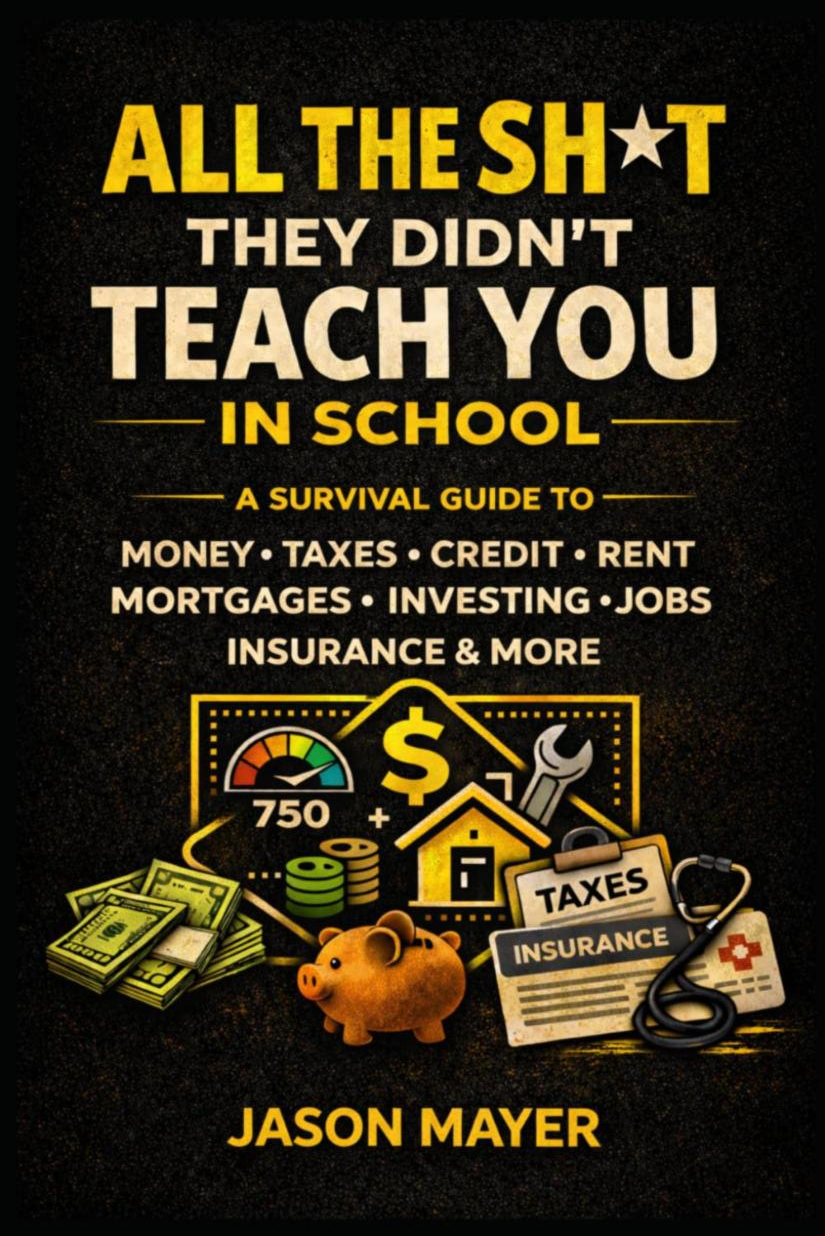 ALL THE SH★T
THEY DIDN'T
TEACH YOU
IN SCHOOL
A SURVIVAL GUIDE TO
MONEY • TAXES • CREDIT • RENT
MORTGAGES • INVESTING •JOBS
INSURANCE & MORE
$
750
+
TAXES
INSURANCE
JASON MAYER